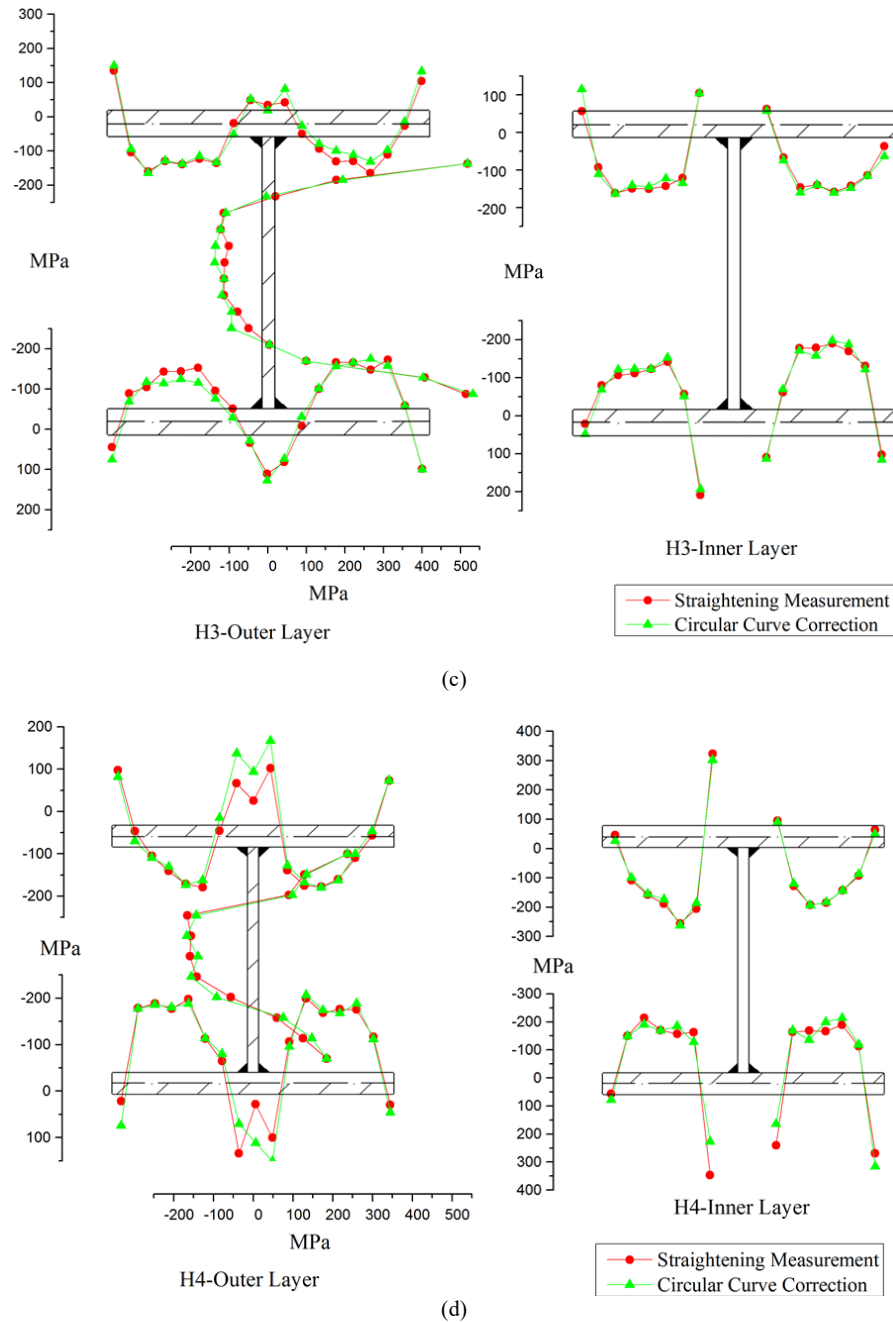 300
200
100
0
-100
-200
MPa
-200
-100
0
100
200
-200 -100 0 100 200 300 400 500
MPa
H3-Outer Layer
100
0
-100
-200
MPa
-200
-100
0
100
200
H3-Inner Layer
Straightening Measurement
Circular Curve Correction
(c)
200
100
0
-100
-200
MPa
-200
-100
0
100
-200 -100 0 100 200 300 400 500
MPa
H4-Outer Layer
400
300
200
100
0
-100
-200
-300
MPa
-300
-200
-100
0
100
200
300
400
H4-Inner Layer
Straightening Measurement
Circular Curve Correction
(d)